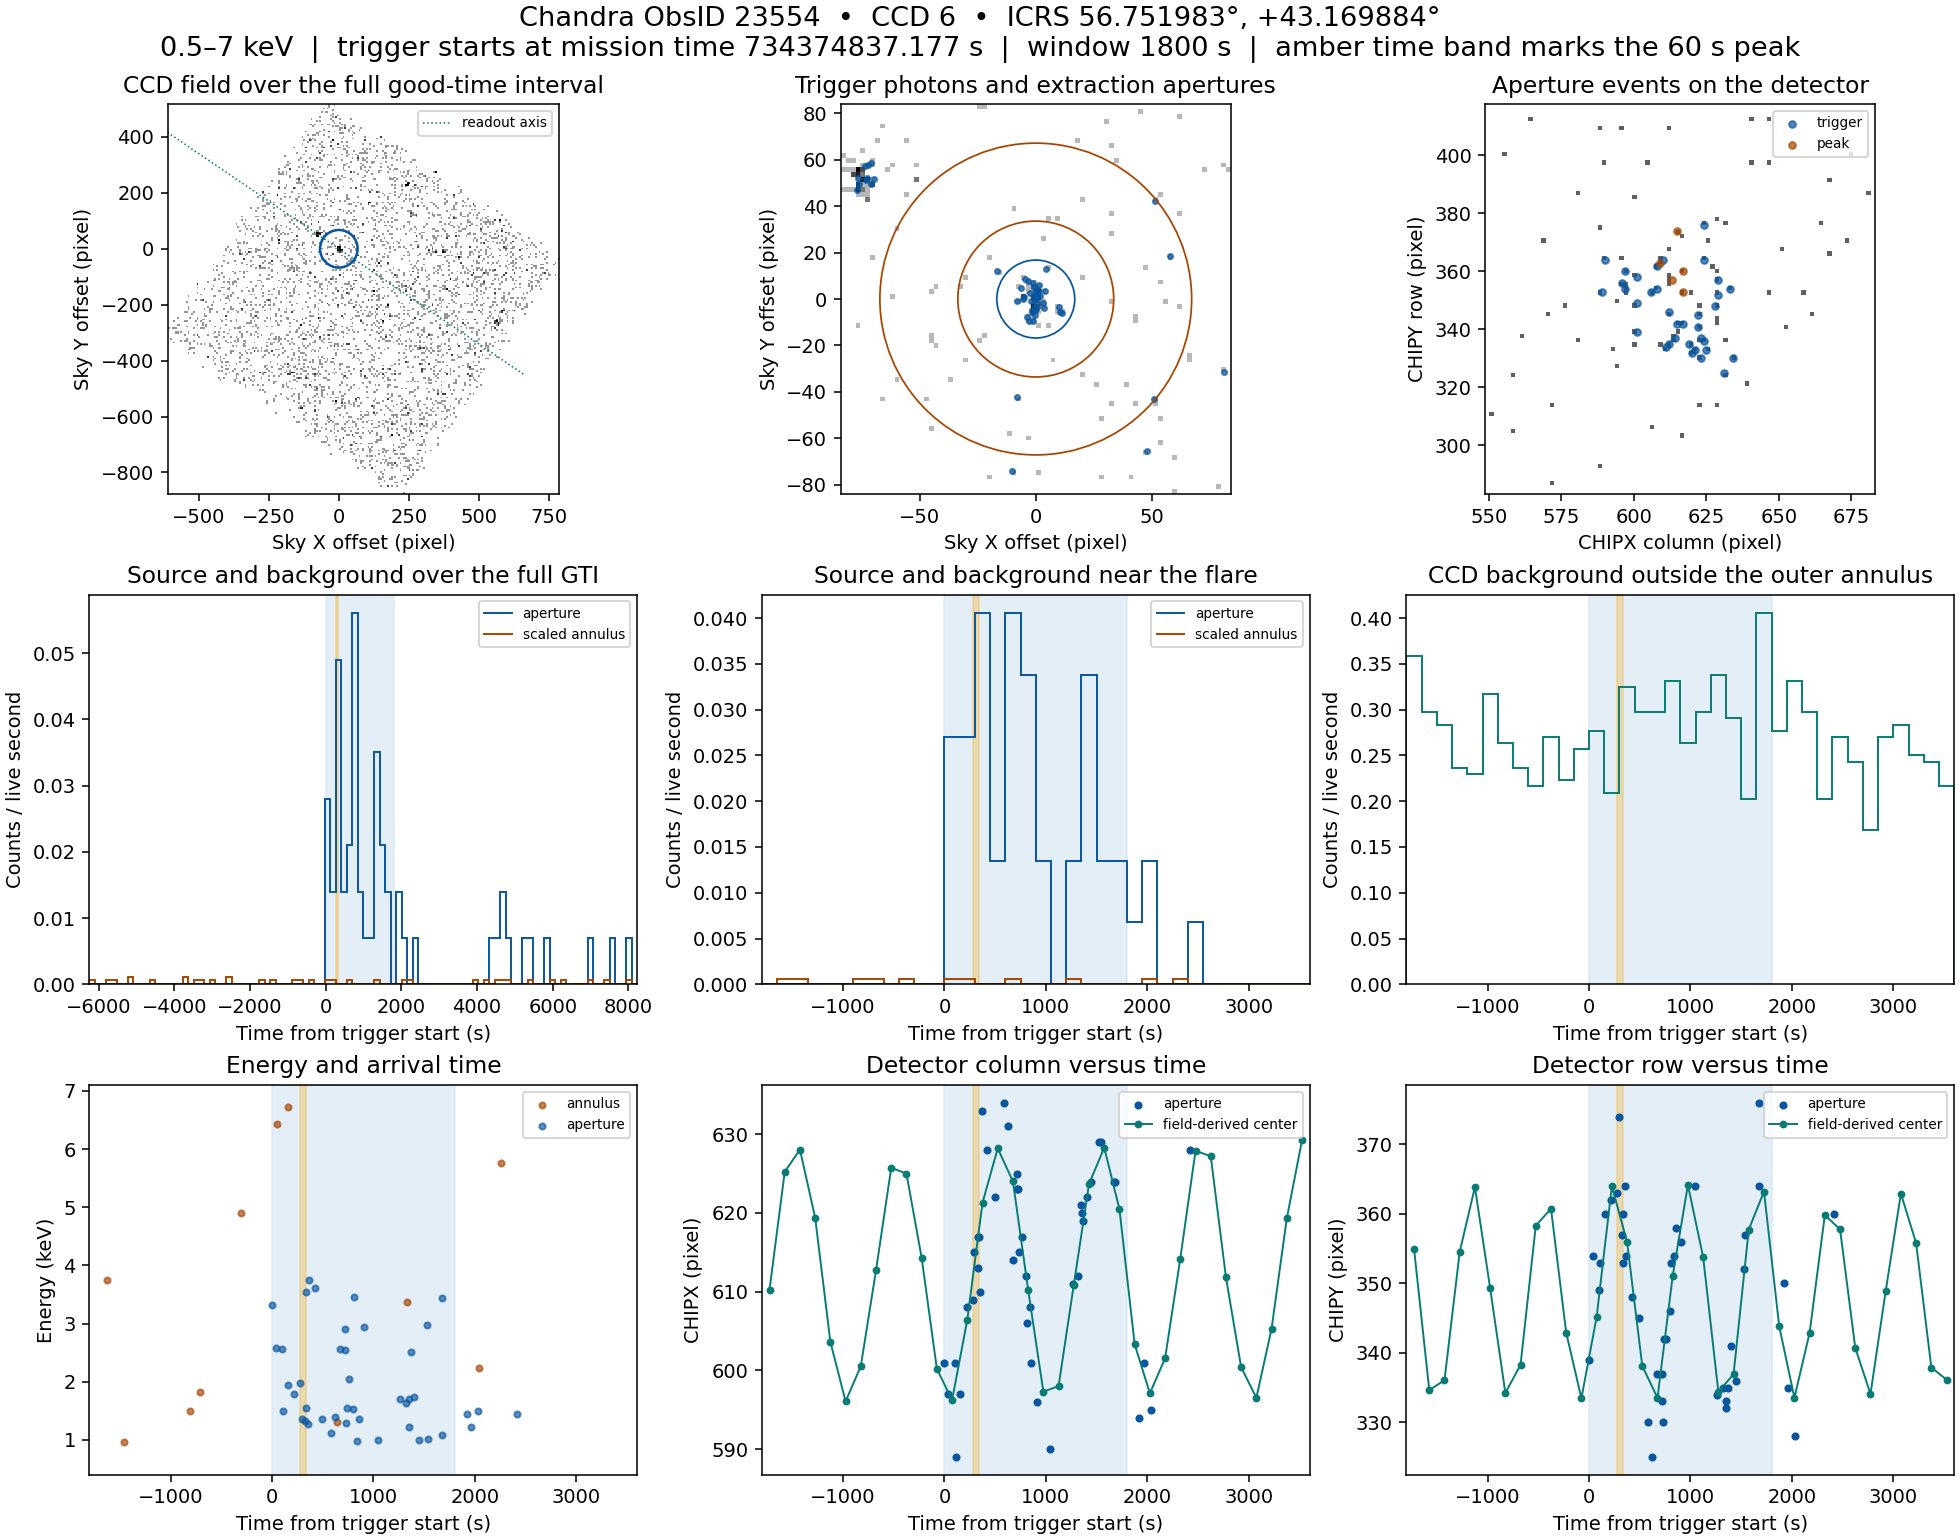 Chandra ObsID 23554 • CCD 6 • ICRS 56.751983°, +43.169884°
0.5–7 keV | trigger starts at mission time 734374837.177 s | window 1800 s | amber time band marks the 60 s peak
CCD field over the full good-time interval
readout axis
400
200
0
−200
−400
−600
−800
Sky Y offset (pixel)
−500
−250
0
250
500
750
Sky X offset (pixel)
Trigger photons and extraction apertures
80
60
40
20
0
−20
−40
−60
−80
Sky Y offset (pixel)
−50
0
50
Sky X offset (pixel)
Aperture events on the detector
trigger
peak
400
380
360
340
320
300
CHIPY row (pixel)
550
575
600
625
650
675
CHIPX column (pixel)
Source and background over the full GTI
aperture
scaled annulus
0.05
0.04
0.03
0.02
0.01
0.00
Counts / live second
−6000
−4000
−2000
0
2000
4000
6000
8000
Time from trigger start (s)
Source and background near the flare
aperture
scaled annulus
0.040
0.035
0.030
0.025
0.020
0.015
0.010
0.005
0.000
Counts / live second
−1000
0
1000
2000
3000
Time from trigger start (s)
CCD background outside the outer annulus
0.40
0.35
0.30
0.25
0.20
0.15
0.10
0.05
0.00
Counts / live second
−1000
0
1000
2000
3000
Time from trigger start (s)
Energy and arrival time
annulus
aperture
7
6
5
4
3
2
1
Energy (keV)
−1000
0
1000
2000
3000
Time from trigger start (s)
Detector column versus time
aperture
field-derived center
630
620
610
600
590
CHIPX (pixel)
−1000
0
1000
2000
3000
Time from trigger start (s)
Detector row versus time
aperture
field-derived center
370
360
350
340
330
CHIPY (pixel)
−1000
0
1000
2000
3000
Time from trigger start (s)